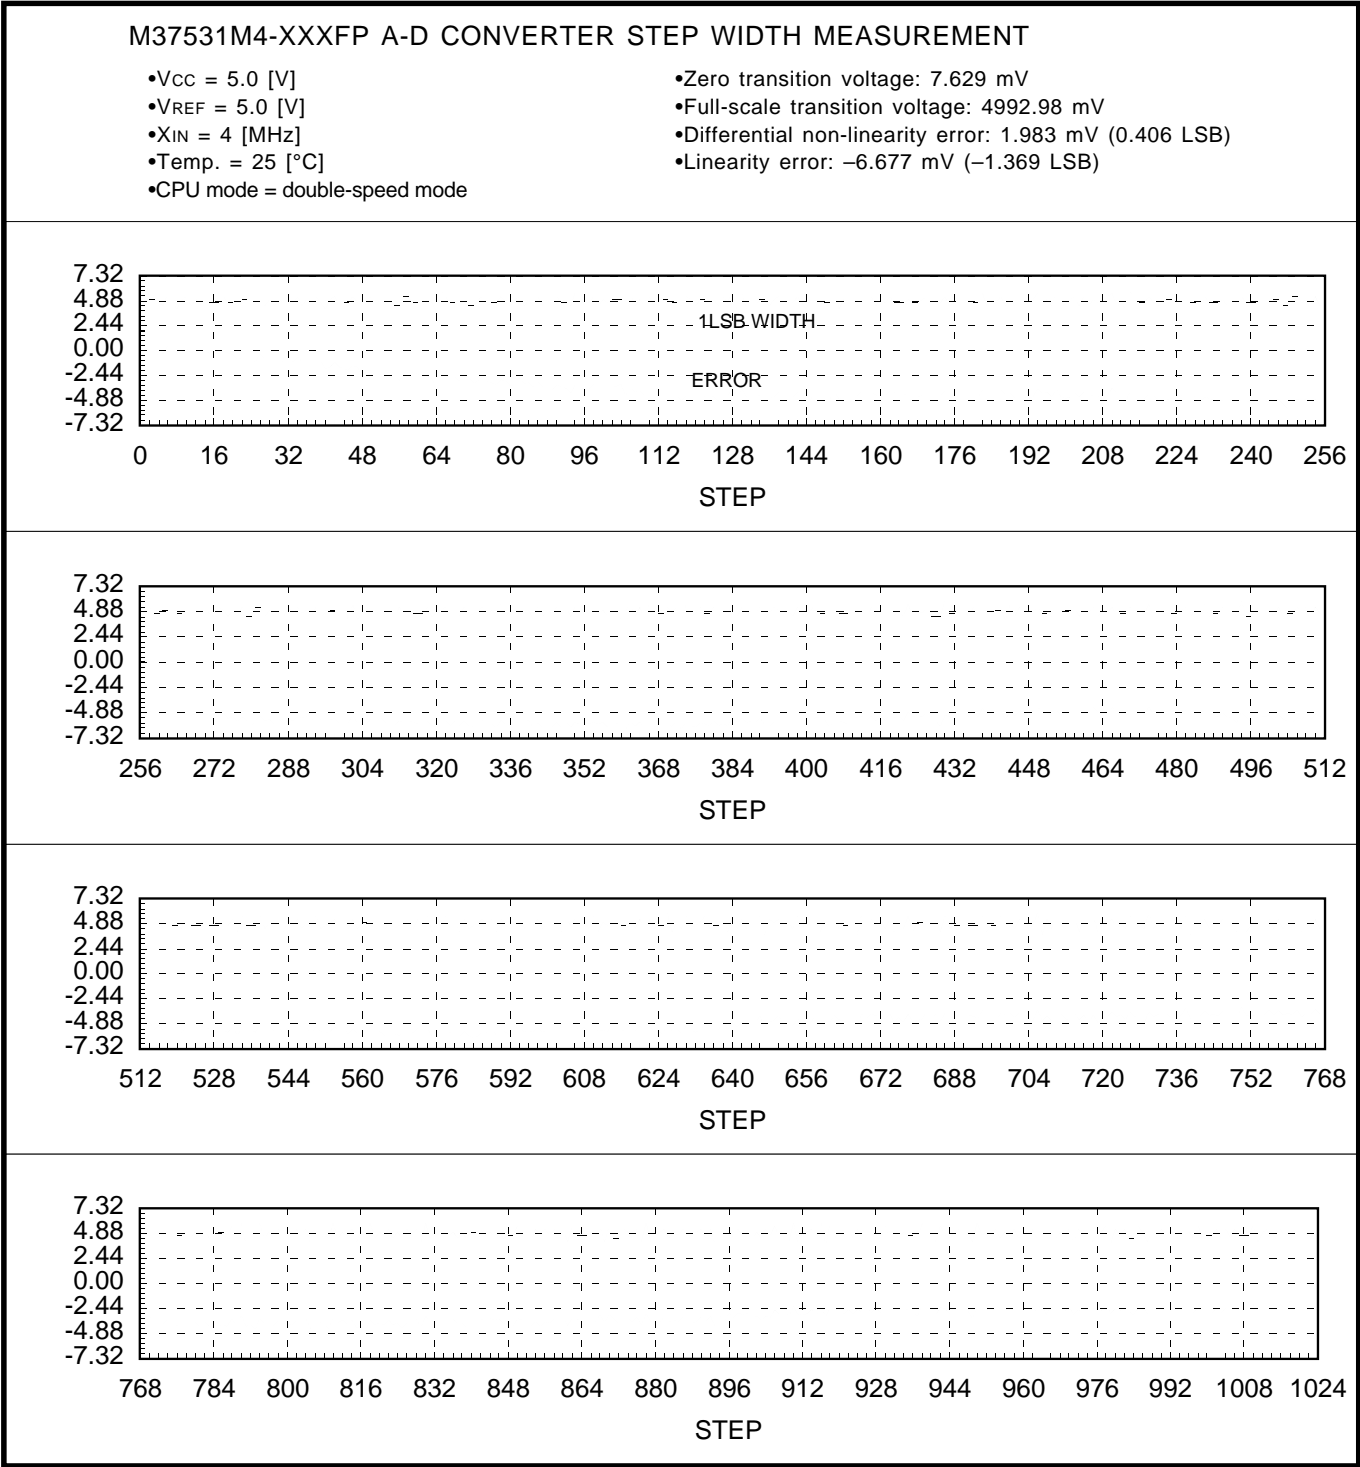 M37531M4-XXXFP A-D CONVERTER STEP WIDTH MEASUREMENT
•VCC = 5.0 [V]
•VREF = 5.0 [V]
•XIN = 4 [MHz]
•Temp. = 25 [°C]
•CPU mode = double-speed mode
•Zero transition voltage: 7.629 mV
•Full-scale transition voltage: 4992.98 mV
•Differential non-linearity error: 1.983 mV (0.406 LSB)
•Linearity error: –6.677 mV (–1.369 LSB)
7.32
4.88
2.44
0.00
-2.44
-4.88
-7.32
1LSB WIDTH
ERROR
0 16 32 48 64 80 96 112 128 144 160 176 192 208 224 240 256
STEP
7.32
4.88
2.44
0.00
-2.44
-4.88
-7.32
256 272 288 304 320 336 352 368 384 400 416 432 448 464 480 496 512
STEP
7.32
4.88
2.44
0.00
-2.44
-4.88
-7.32
512 528 544 560 576 592 608 624 640 656 672 688 704 720 736 752 768
STEP
7.32
4.88
2.44
0.00
-2.44
-4.88
-7.32
768 784 800 816 832 848 864 880 896 912 928 944 960 976 992 1008 1024
STEP